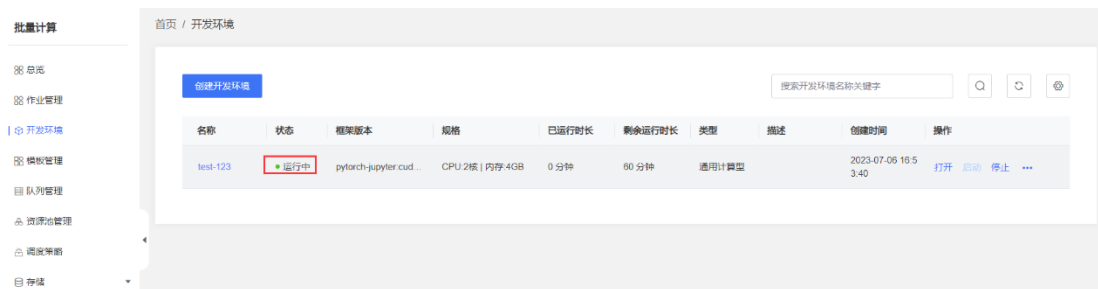 批量计算
首页 / 开发环境
总览
作业管理
开发环境
模板管理
队列管理
资源池管理
调度策略
存储
创建开发环境
搜索开发环境名称关键字
名称 状态 框架版本 规格 已运行时长 剩余运行时长 类型 描述 创建时间 操作
test-123 运行中 pytorch-jupyter:cud... CPU:2核 | 内存:4GB 0 分钟 60 分钟 通用计算型 2023-07-06 16:5 打开 启动 停止 •••
3:40